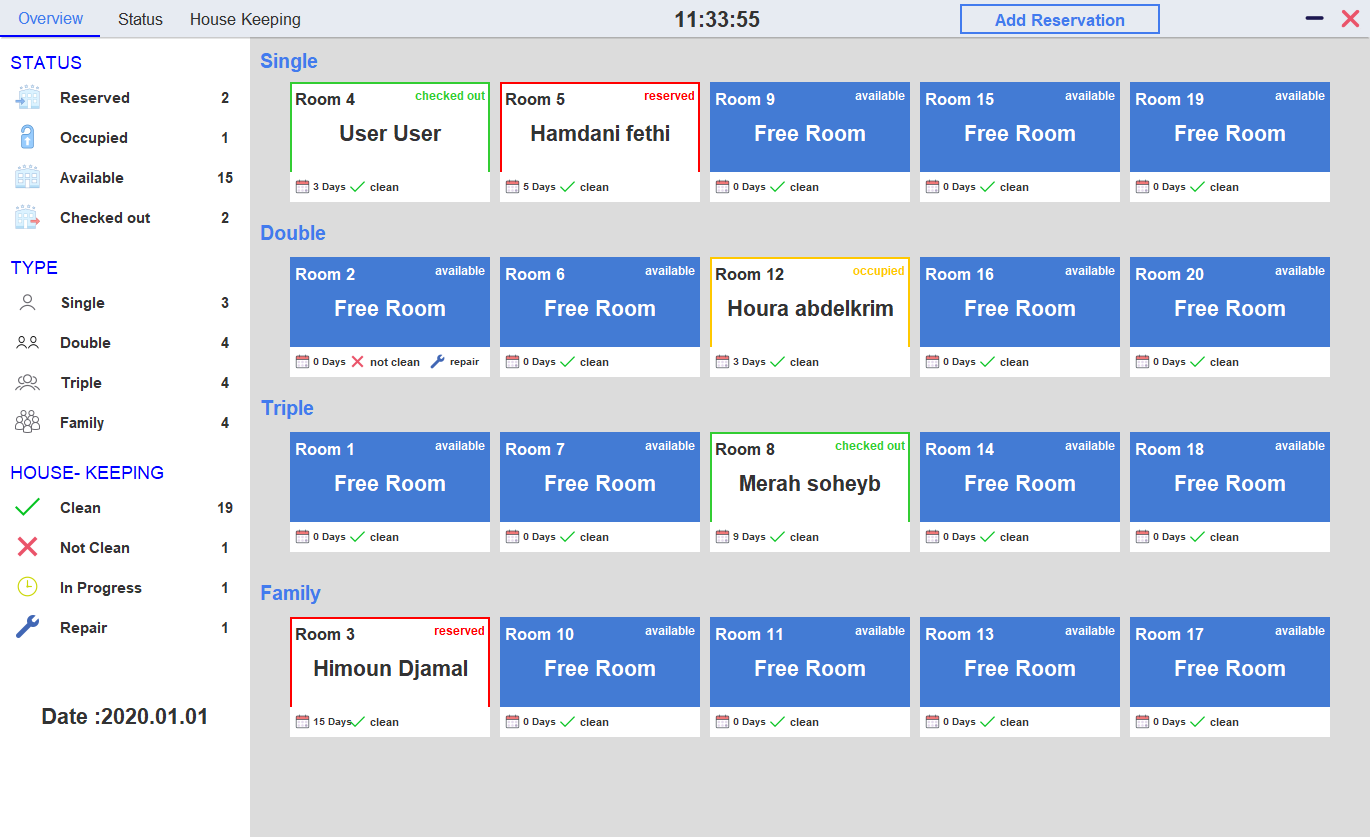 Overview Status House Keeping 11:33:55 Add Reservation
STATUS
Reserved 2
Occupied 1
Available 15
Checked out 2
TYPE
Single 3
Double 4
Triple 4
Family 4
HOUSE- KEEPING
Clean 19
Not Clean 1
In Progress 1
Repair 1
Date :2020.01.01
Single
Room 4 checked out
User User
3 Days clean
Room 5 reserved
Hamdani fethi
5 Days clean
Room 9 available
Free Room
0 Days clean
Room 15 available
Free Room
0 Days clean
Room 19 available
Free Room
0 Days clean
Double
Room 2 available
Free Room
0 Days not clean repair
Room 6 available
Free Room
0 Days clean
Room 12 occupied
Houra abdelkrim
3 Days clean
Room 16 available
Free Room
0 Days clean
Room 20 available
Free Room
0 Days clean
Triple
Room 1 available
Free Room
0 Days clean
Room 7 available
Free Room
0 Days clean
Room 8 checked out
Merah soheyb
9 Days clean
Room 14 available
Free Room
0 Days clean
Room 18 available
Free Room
0 Days clean
Family
Room 3 reserved
Himoun Djamal
15 Days clean
Room 10 available
Free Room
0 Days clean
Room 11 available
Free Room
0 Days clean
Room 13 available
Free Room
0 Days clean
Room 17 available
Free Room
0 Days clean